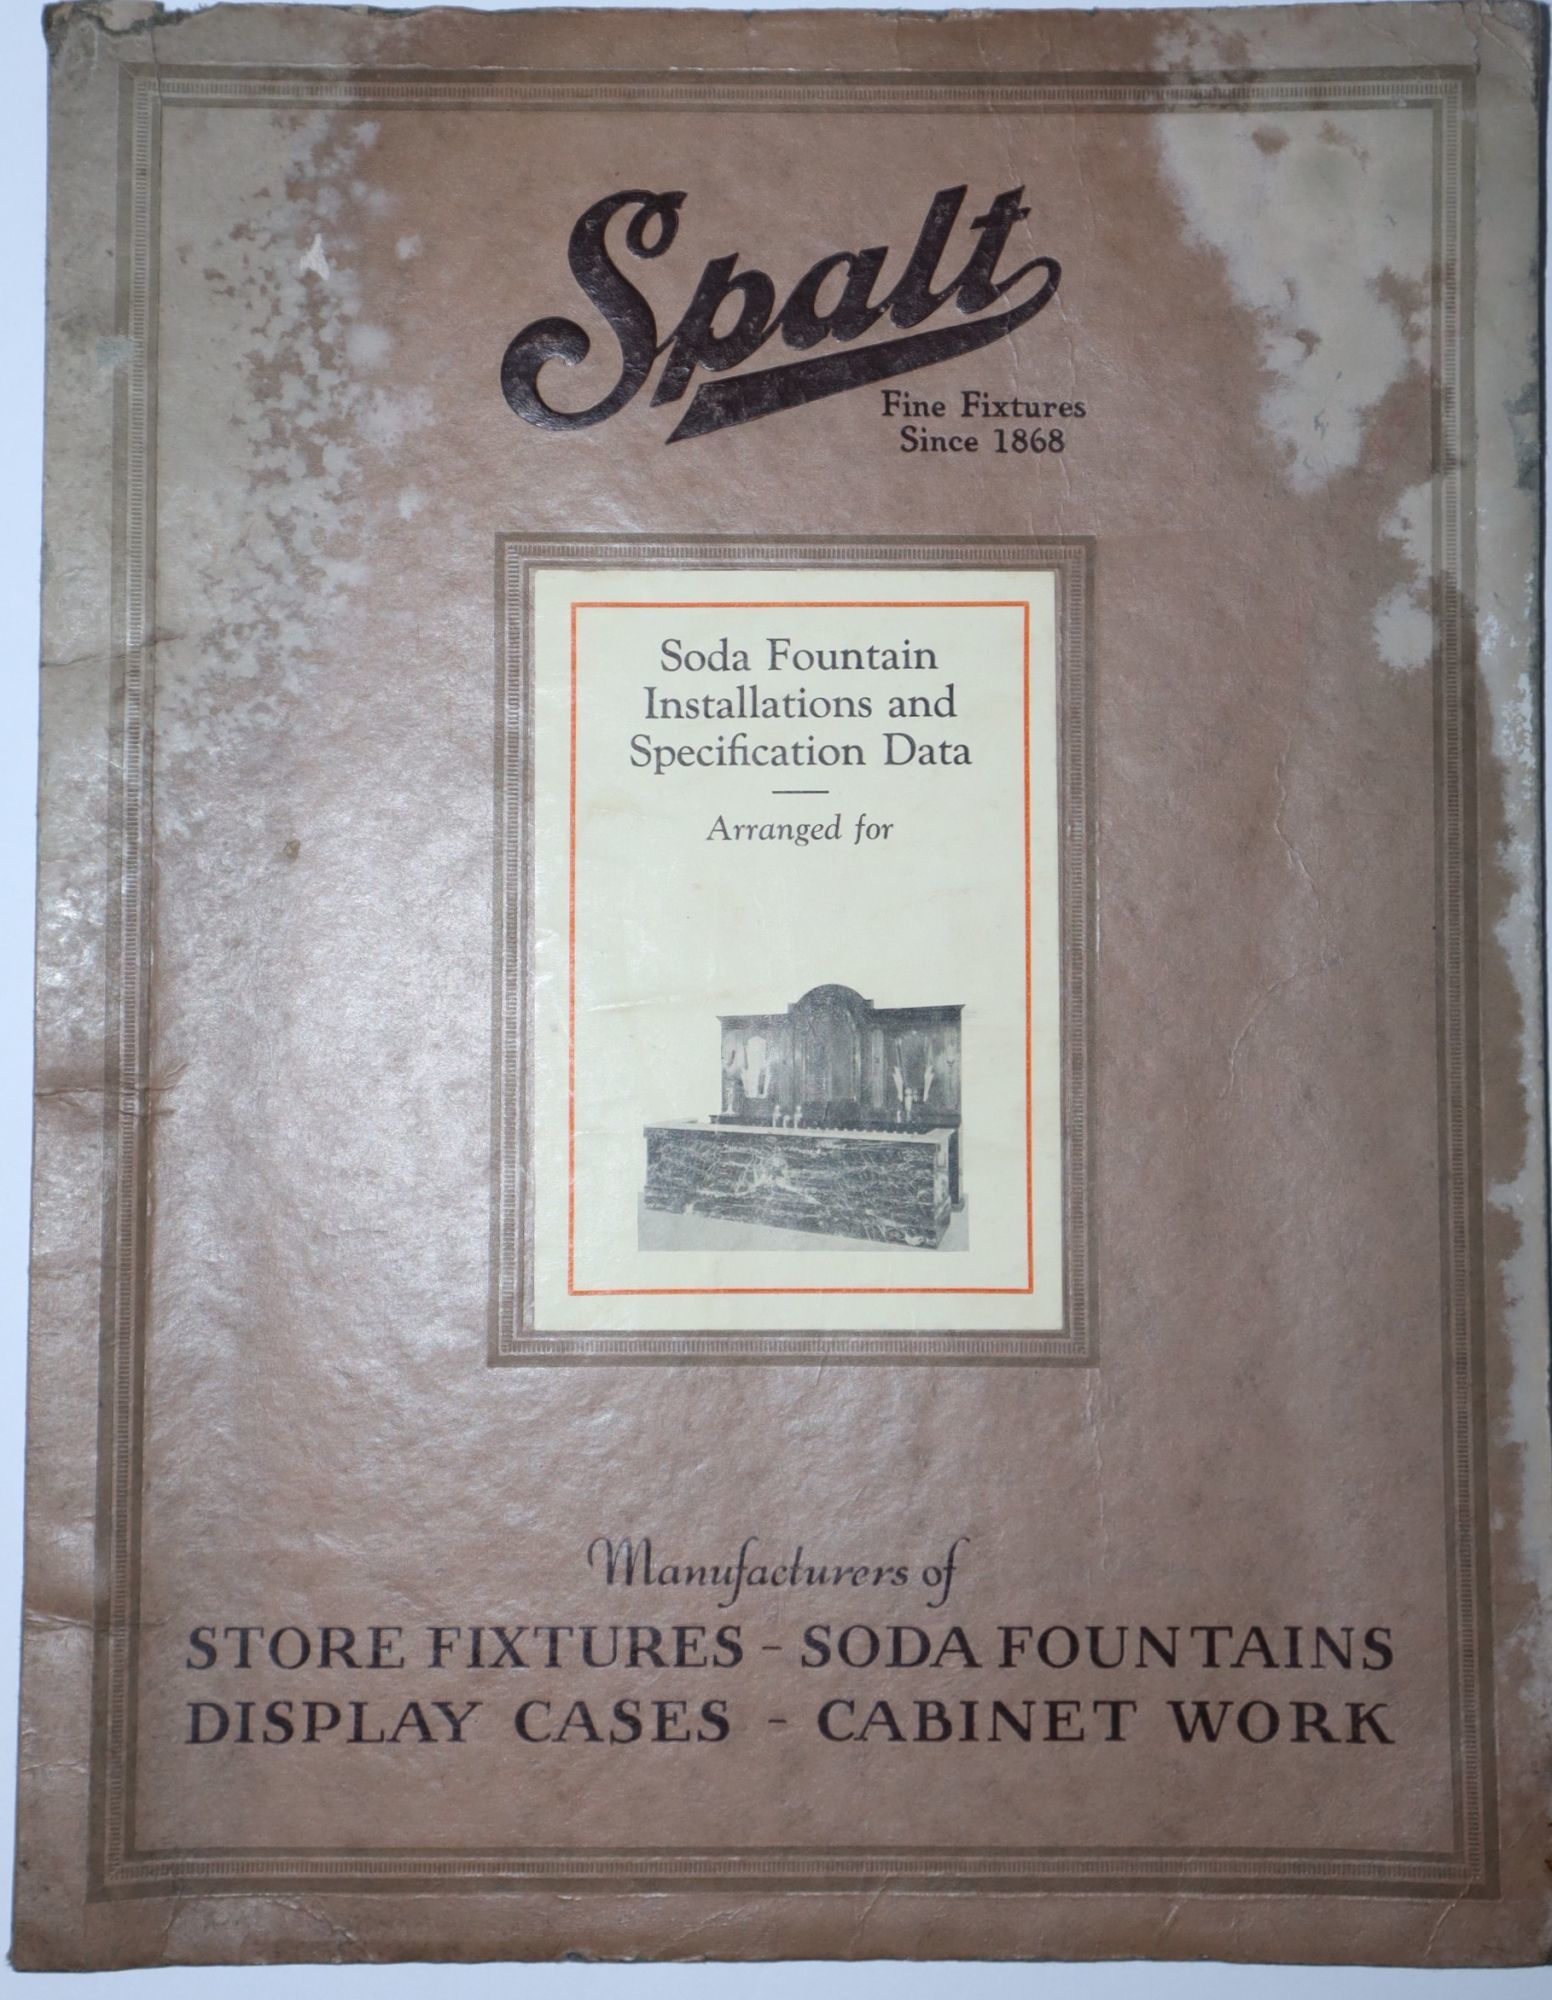 Spalt
Fine Fixtures
Since 1868
Soda Fountain
Installations and
Specification Data
Arranged for
Manufacturers of
STORE FIXTURES - SODA FOUNTAINS
DISPLAY CASES - CABINET WORK